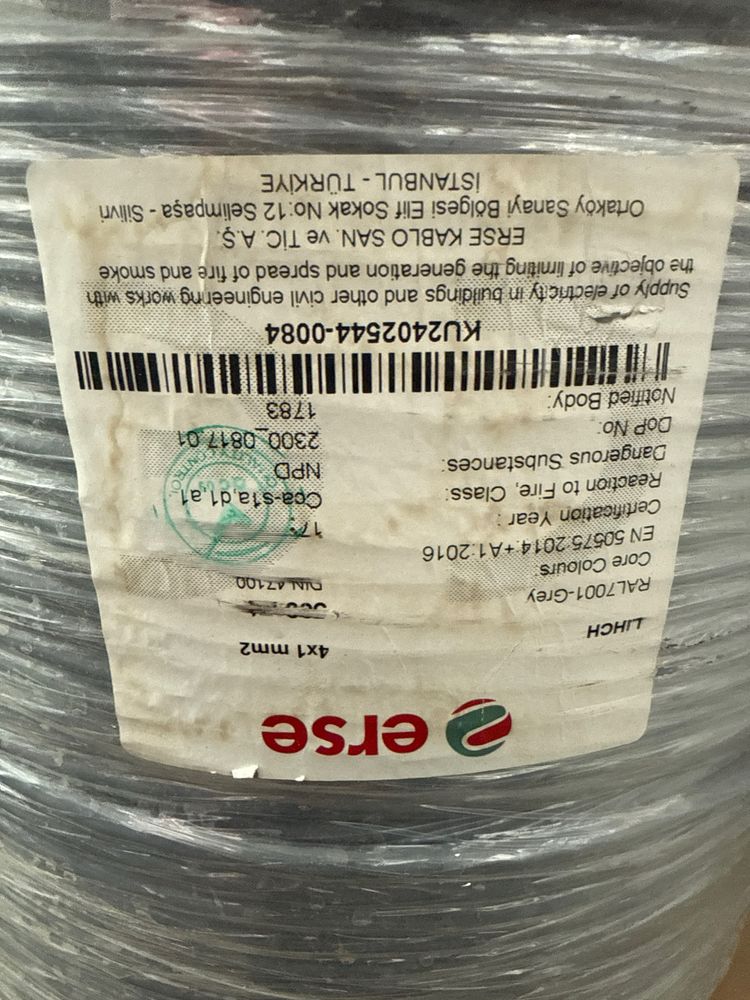 erse
LIHCH 4x1 mm2
RAL7001-Grey
Core Colours DIN 47100
EN 50575:2014+A1:2016
Certification Year : 17
Reaction to Fire, Class: Cca-s1a,d1,a1
Dangerous Substances: NPD
DoP No: 2300_0817.01
Notified Body: 1783
KU2402544-0084
Supply of electricity in buildings and other civil engineering works with
the objective of limiting the generation and spread of fire and smoke
ERSE KABLO SAN. ve TİC. A.Ş.
Ortaköy Sanayi Bölgesi Elif Sokak No:12 Selimpaşa - Silivri
İSTANBUL - TÜRKİYE